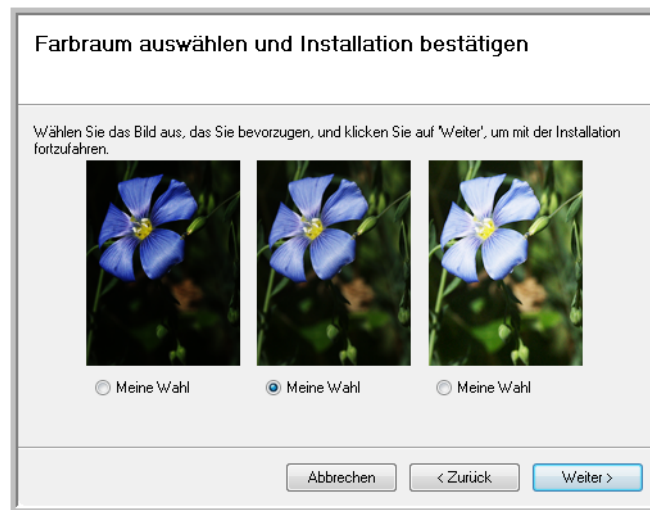 Farbraum auswählen und Installation bestätigen
Wählen Sie das Bild aus, das Sie bevorzugen, und klicken Sie auf 'Weiter', um mit der Installation
fortzufahren.
Meine Wahl
Meine Wahl
Meine Wahl
Abbrechen
< Zurück
Weiter >